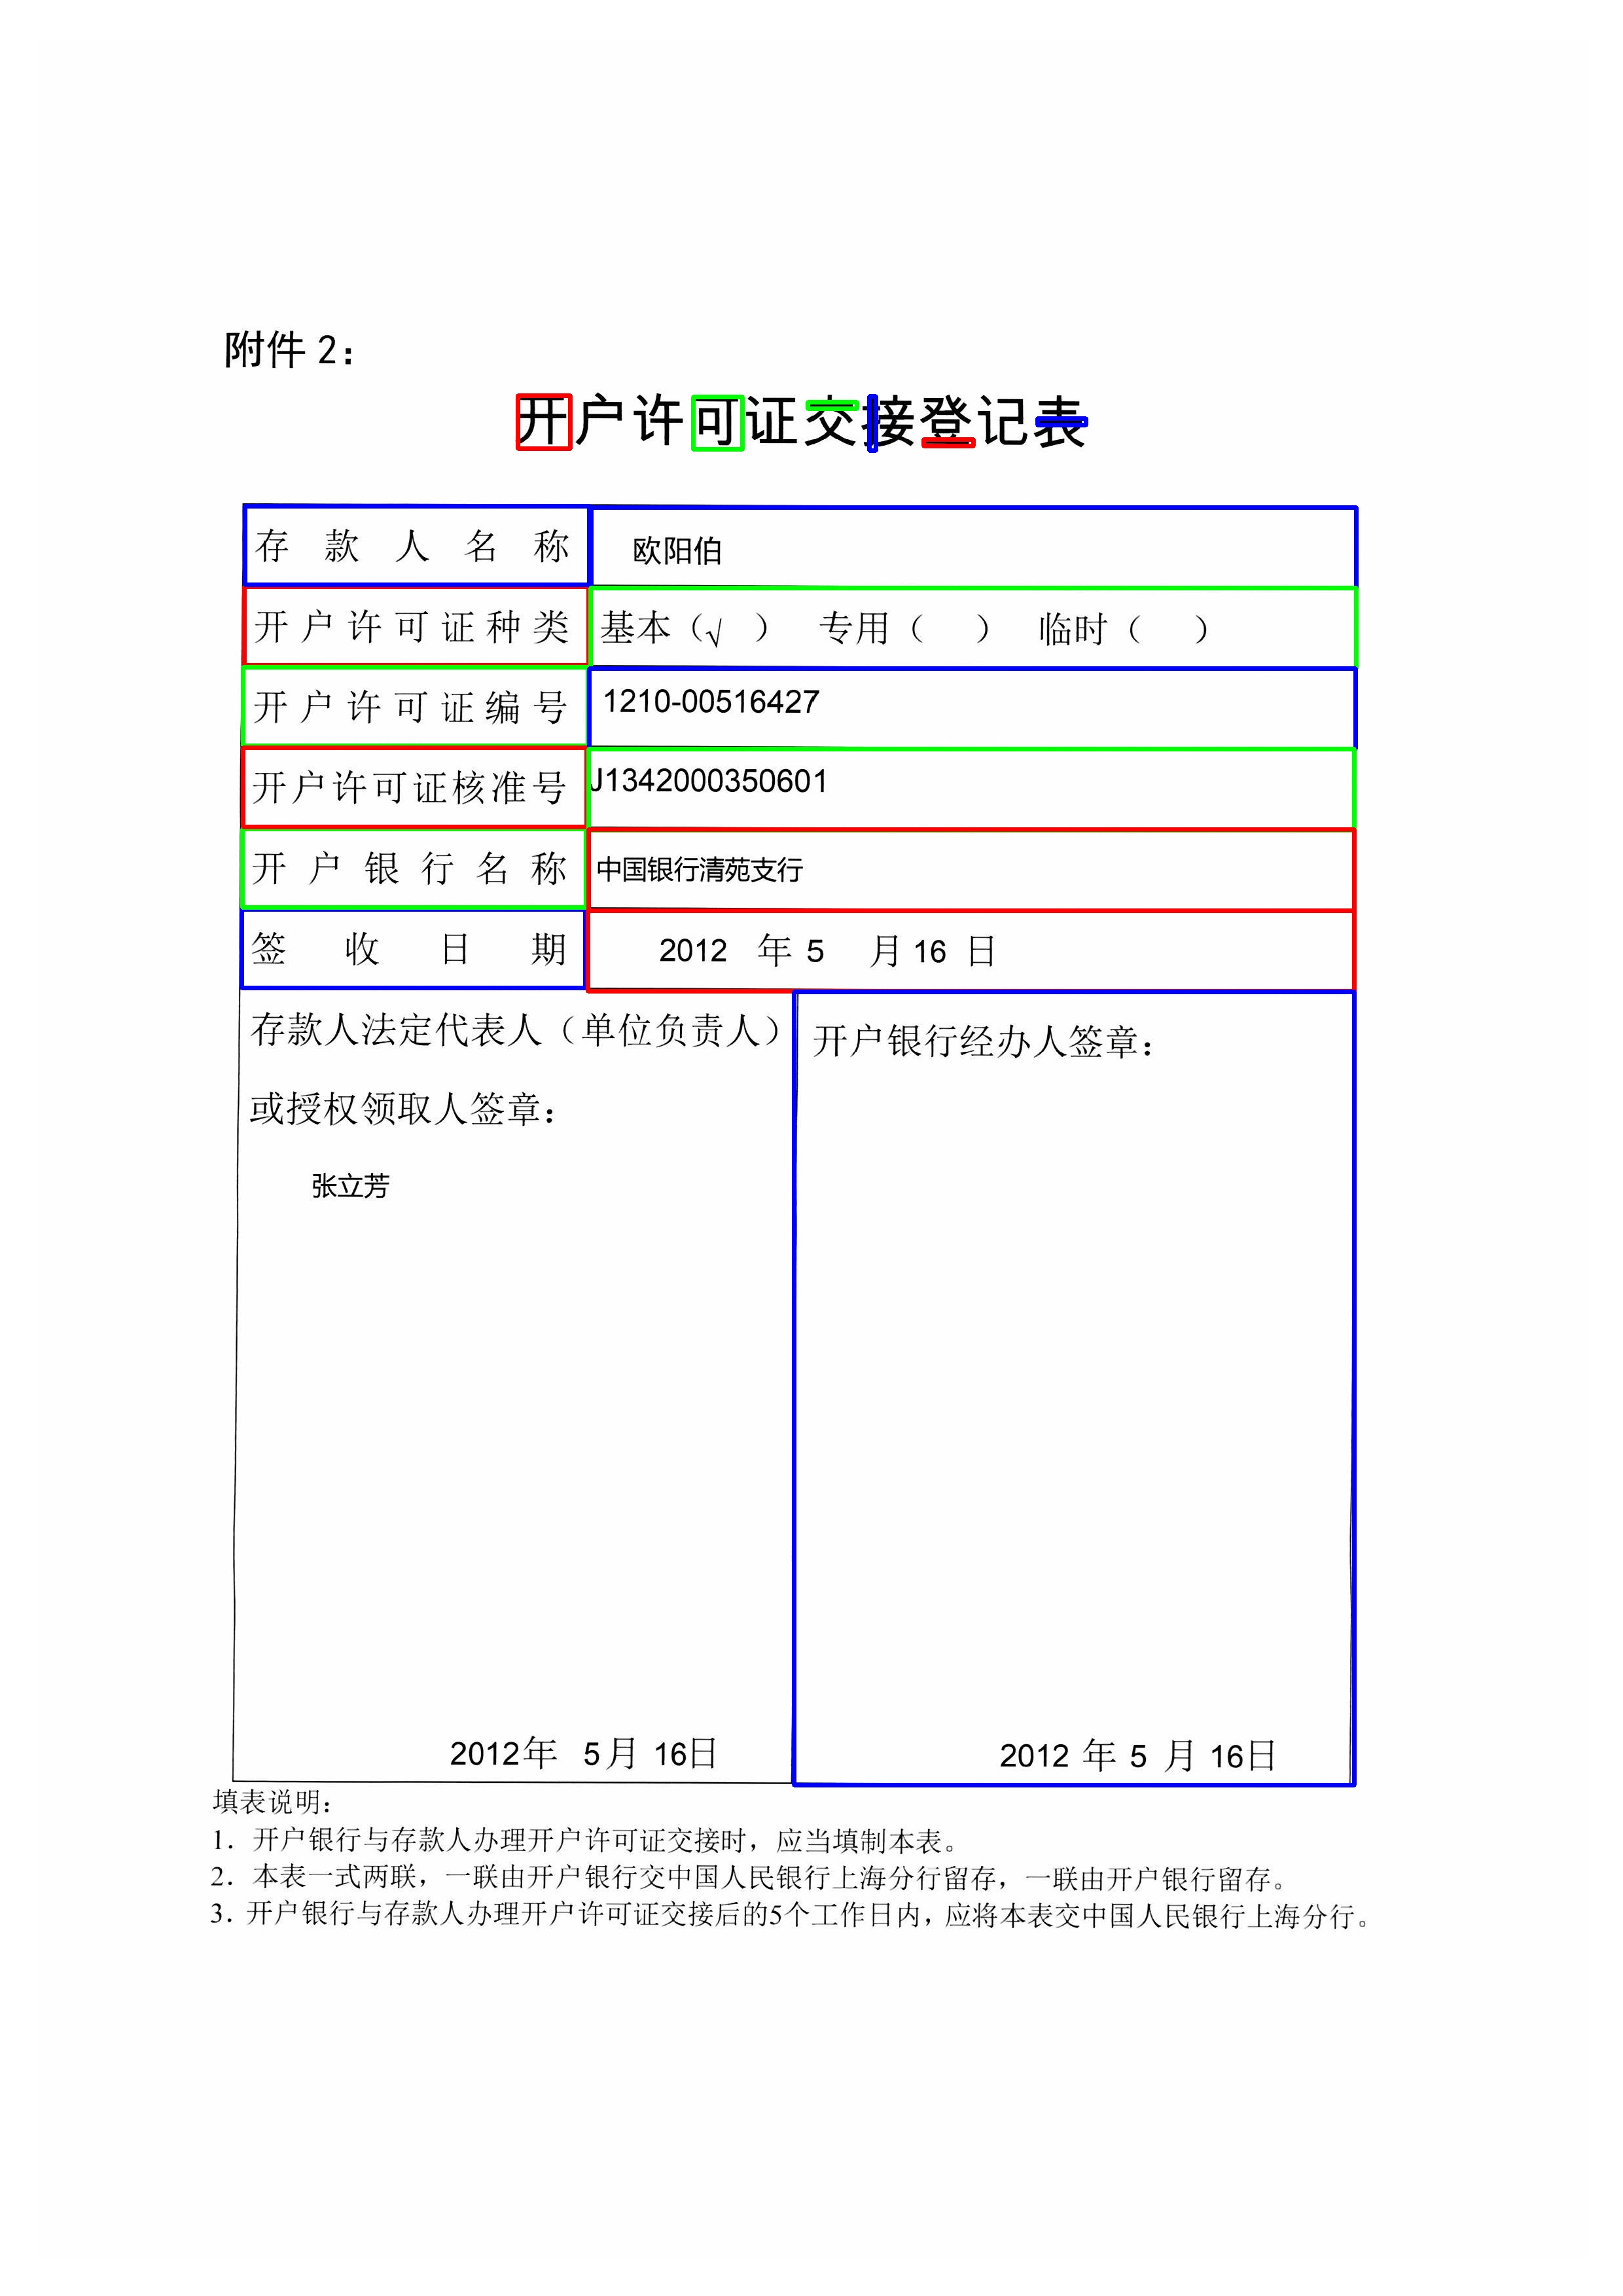 附件 2：
开户许可证交接登记表
存款人名称 欧阳伯
开户许可证种类 基本（√ ） 专用（ ） 临时（ ）
开户许可证编号 1210-00516427
开户许可证核准号 J1342000350601
开户银行名称 中国银行清苑支行
签收日期 2012 年 5 月 16 日
存款人法定代表人（单位负责人）
或授权领取人签章：
张立芳
2012年 5月 16日
开户银行经办人签章：
2012 年 5 月 16日
填表说明：
1. 开户银行与存款人办理开户许可证交接时，应当填制本表。
2. 本表一式两联，一联由开户银行交中国人民银行上海分行留存，一联由开户银行留存。
3. 开户银行与存款人办理开户许可证交接后的5个工作日内，应将本表交中国人民银行上海分行。